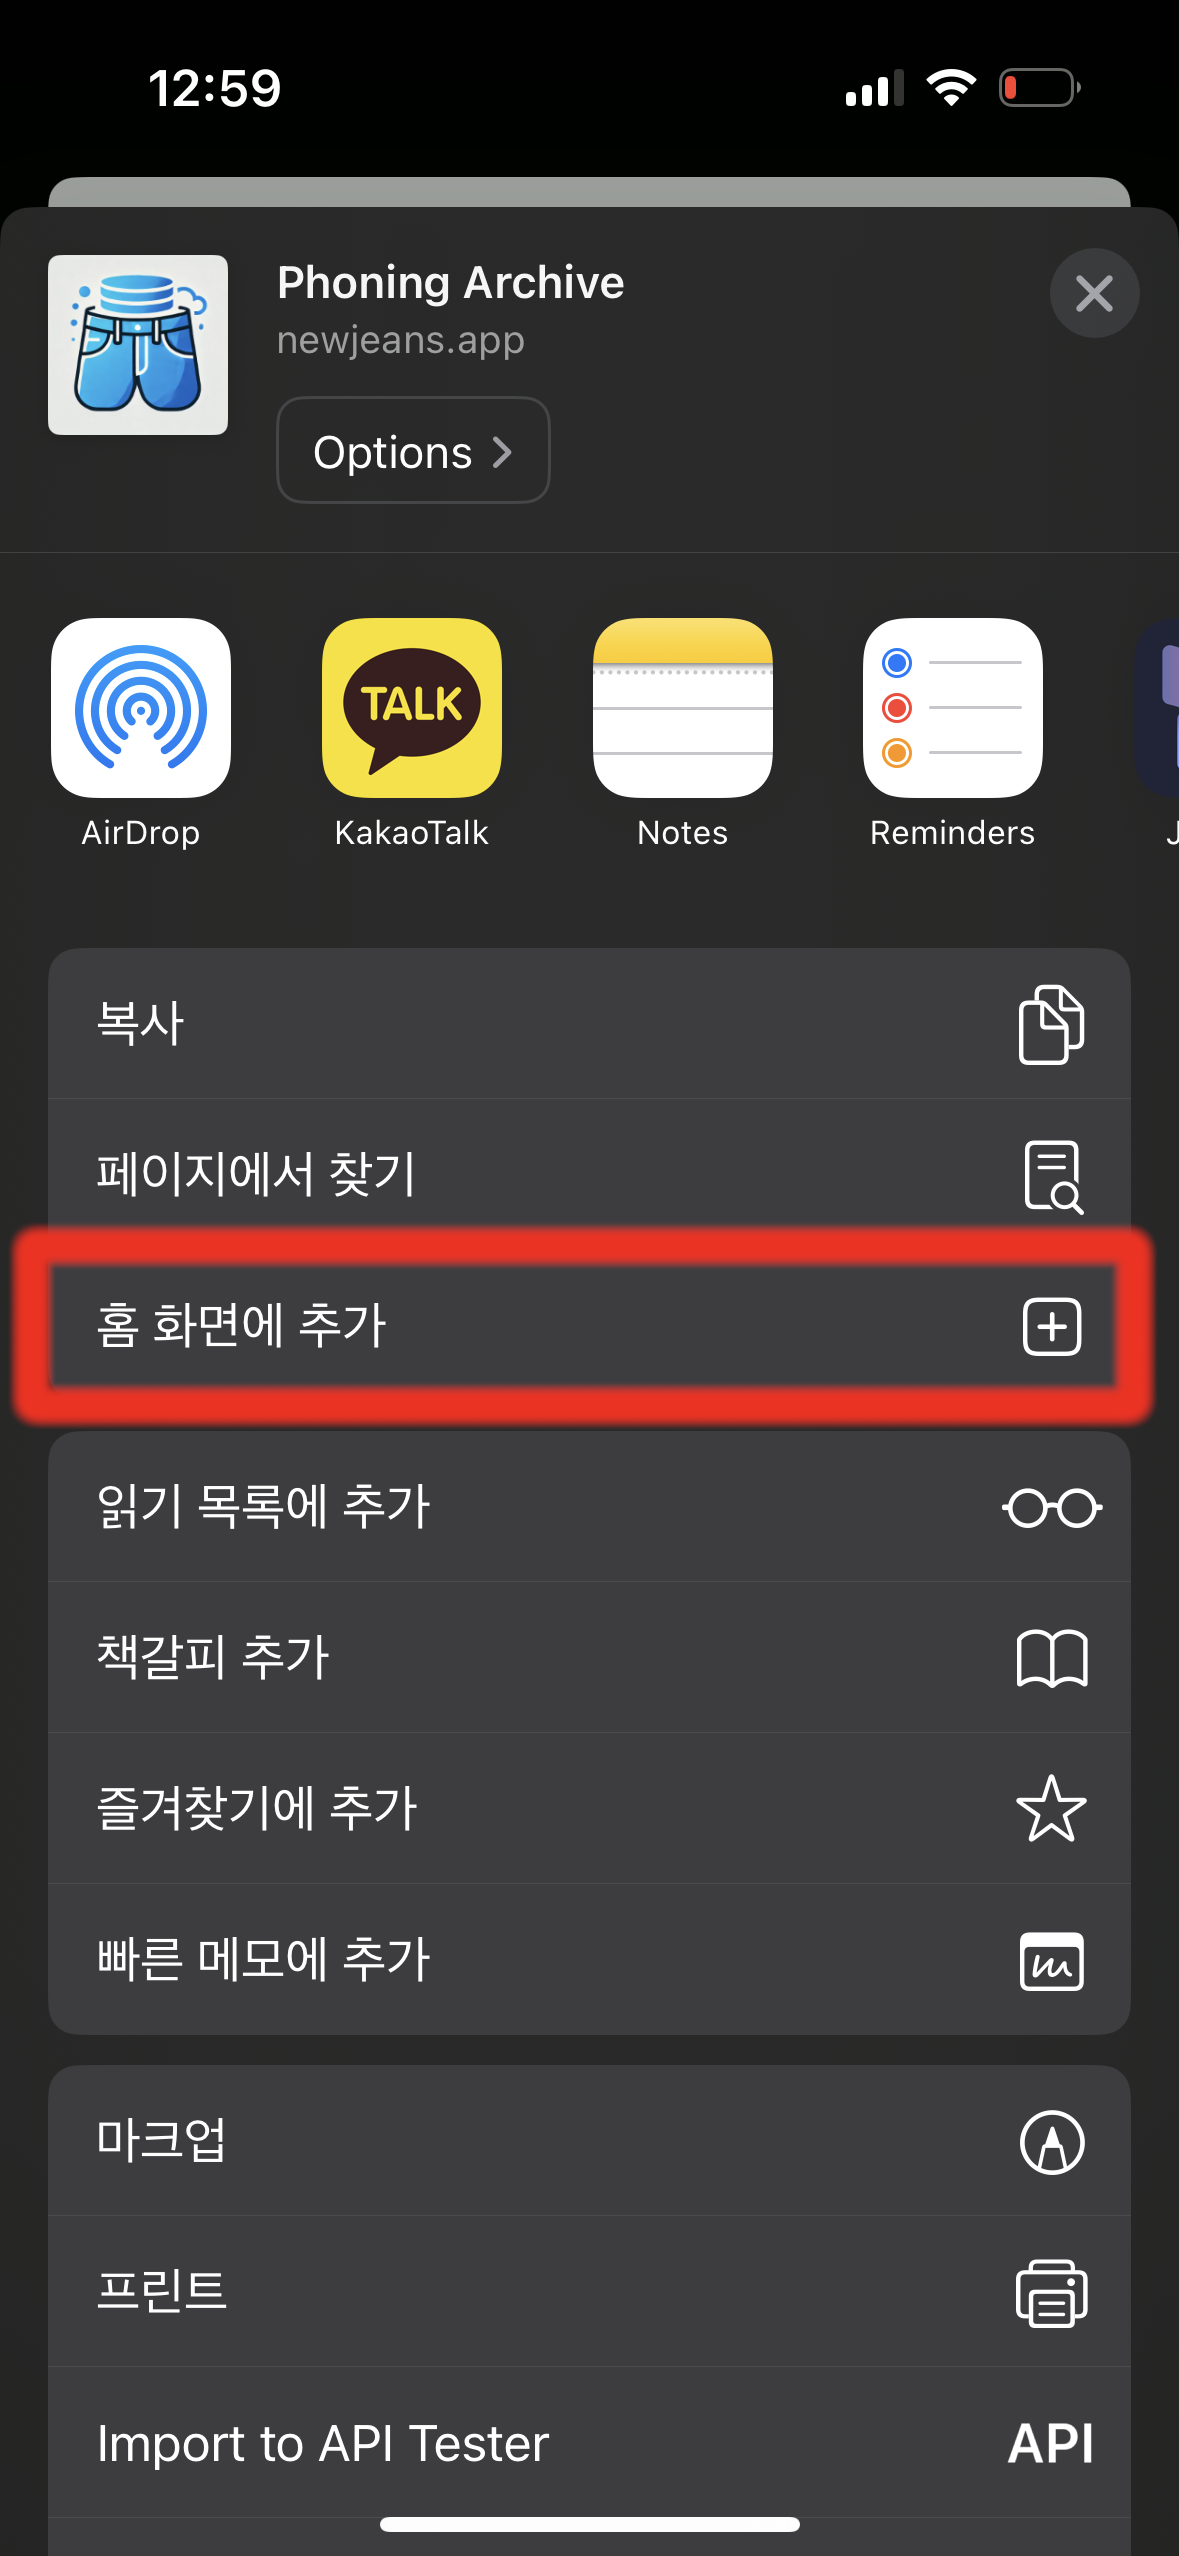 12:59
Phoning Archive
newjeans.app
Options
TALK
AirDrop
KakaoTalk
Notes
Reminders
J
복사
페이지에서 찾기
홈 화면에 추가
읽기 목록에 추가
책갈피 추가
즐겨찾기에 추가
빠른 메모에 추가
마크업
프린트
Import to API Tester
API